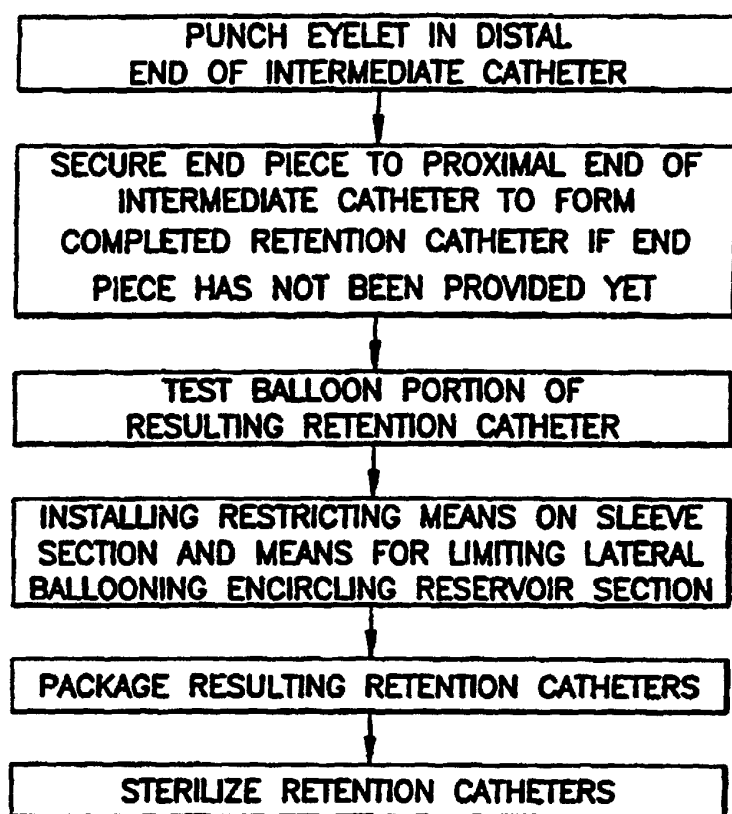 PUNCH EYELET IN DISTAL
END OF INTERMEDIATE CATHETER
SECURE END PIECE TO PROXIMAL END OF
INTERMEDIATE CATHETER TO FORM
COMPLETED RETENTION CATHETER IF END
PIECE HAS NOT BEEN PROVIDED YET
TEST BALLOON PORTION OF
RESULTING RETENTION CATHETER
INSTALLING RESTRICTING MEANS ON SLEEVE
SECTION AND MEANS FOR LIMITING LATERAL
BALLOONING ENCIRCLING RESERVOIR SECTION
PACKAGE RESULTING RETENTION CATHETERS
STERILIZE RETENTION CATHETERS